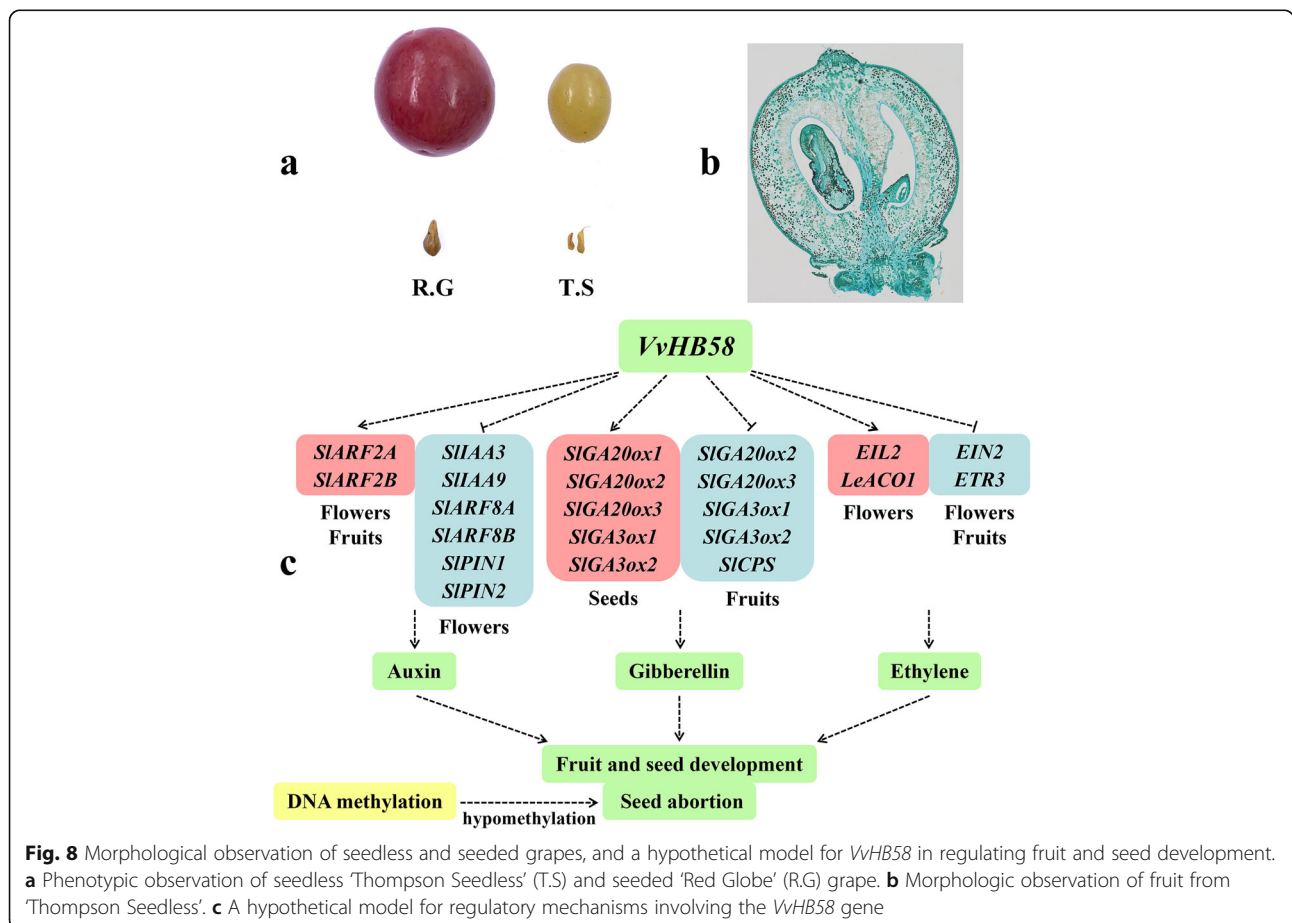 a
b
R.G
T.S
VvHB58
SlARF2A
SlARF2B
Flowers
Fruits
SlIAA3
SlIAA9
SlARF8A
SlARF8B
SlPIN1
SlPIN2
Flowers
SlGA20ox1
SlGA20ox2
SlGA20ox3
SlGA3ox1
SlGA3ox2
Seeds
SlGA20ox2
SlGA20ox3
SlGA3ox1
SlGA3ox2
SlCPS
Fruits
EIL2
LeACO1
Flowers
EIN2
ETR3
Flowers
Fruits
c
Auxin
Gibberellin
Ethylene
Fruit and seed development
DNA methylation
hypomethylation
Seed abortion
Fig. 8 Morphological observation of seedless and seeded grapes, and a hypothetical model for VvHB58 in regulating fruit and seed development.
a Phenotypic observation of seedless 'Thompson Seedless' (T.S) and seeded 'Red Globe' (R.G) grape. b Morphologic observation of fruit from
'Thompson Seedless'. c A hypothetical model for regulatory mechanisms involving the VvHB58 gene